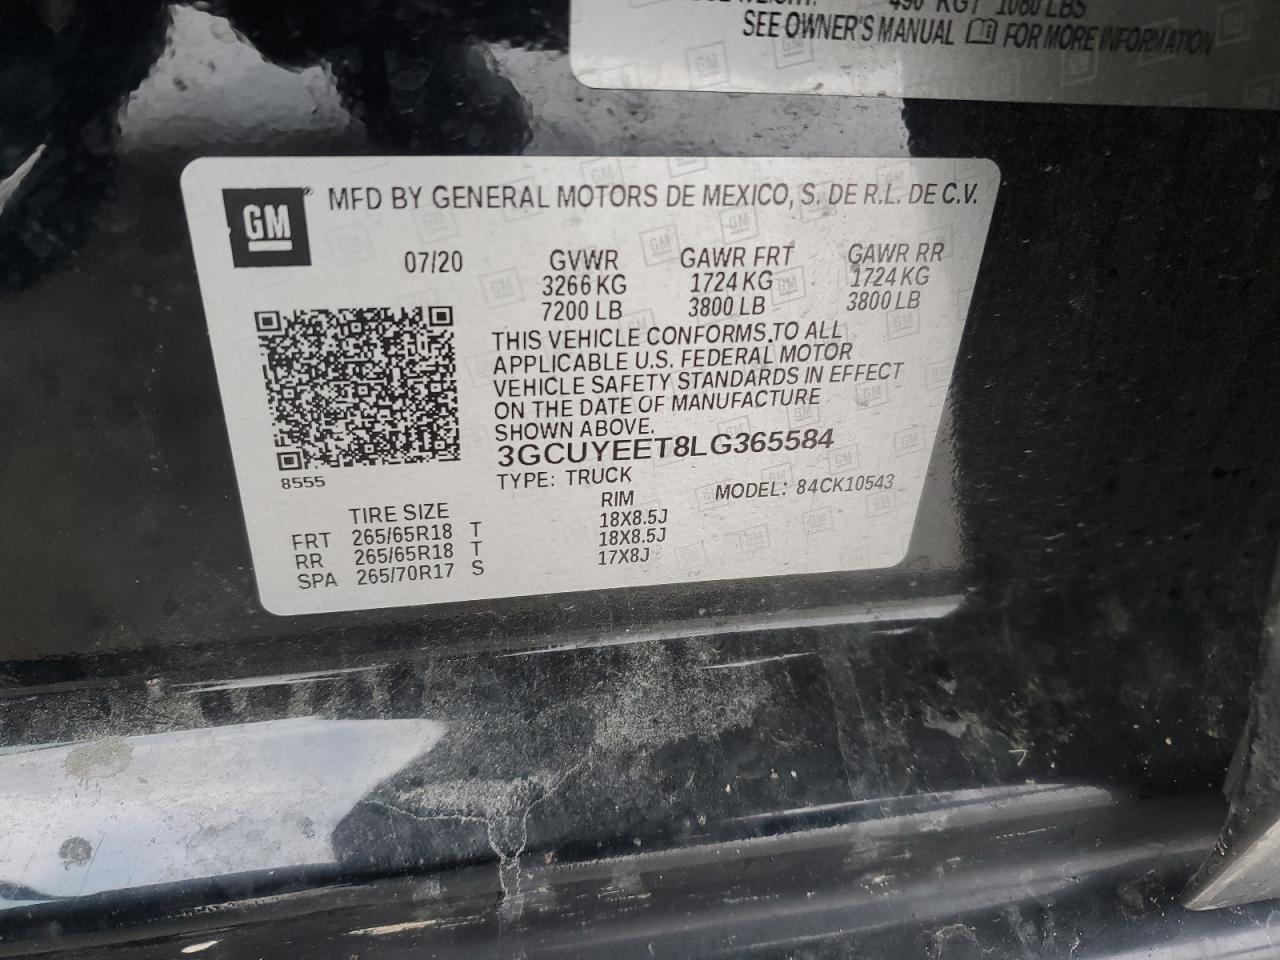 490 KG / 1080 LBS
SEE OWNER'S MANUAL FOR MORE INFORMATION
GM
MFD BY GENERAL MOTORS DE MEXICO, S. DE R.L. DE C.V.
07/20 GVWR GAWR FRT GAWR RR
3266 KG 1724 KG 1724 KG
7200 LB 3800 LB 3800 LB
THIS VEHICLE CONFORMS TO ALL
APPLICABLE U.S. FEDERAL MOTOR
VEHICLE SAFETY STANDARDS IN EFFECT
ON THE DATE OF MANUFACTURE
SHOWN ABOVE.
3GCUYEET8LG365584
8555
TYPE: TRUCK MODEL: 84CK10543
TIRE SIZE RIM
FRT 265/65R18 T 18X8.5J
RR 265/65R18 T 18X8.5J
SPA 265/70R17 S 17X8J